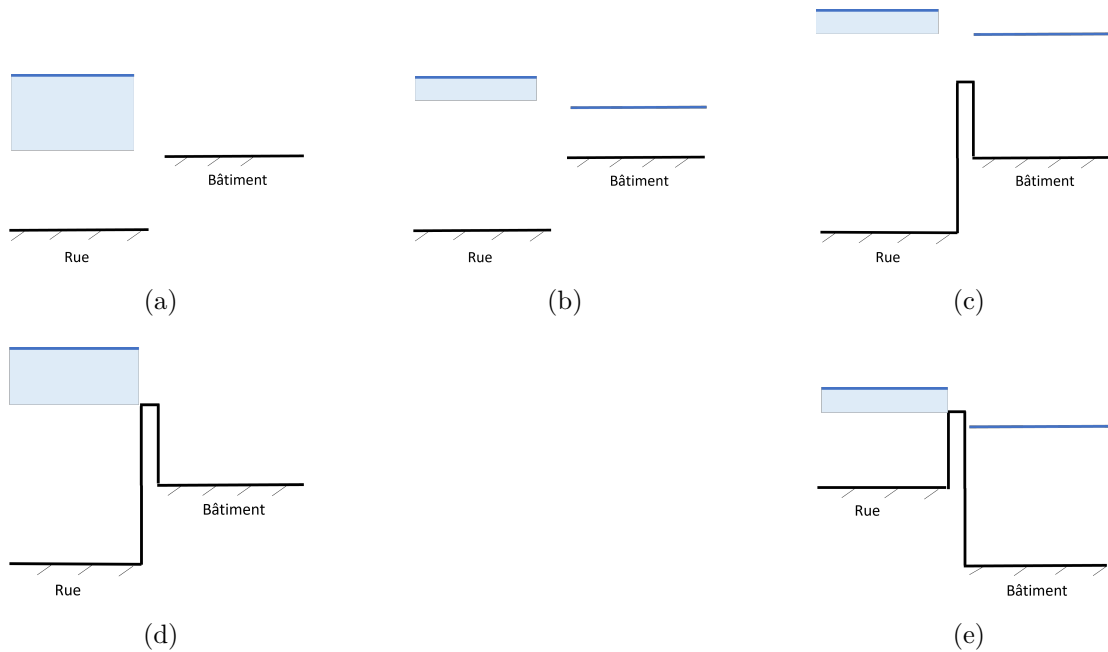 Bâtiment
Rue
(a)
Bâtiment
Rue
(b)
Bâtiment
Rue
(c)
Bâtiment
Rue
(d)
Rue
Bâtiment
(e)